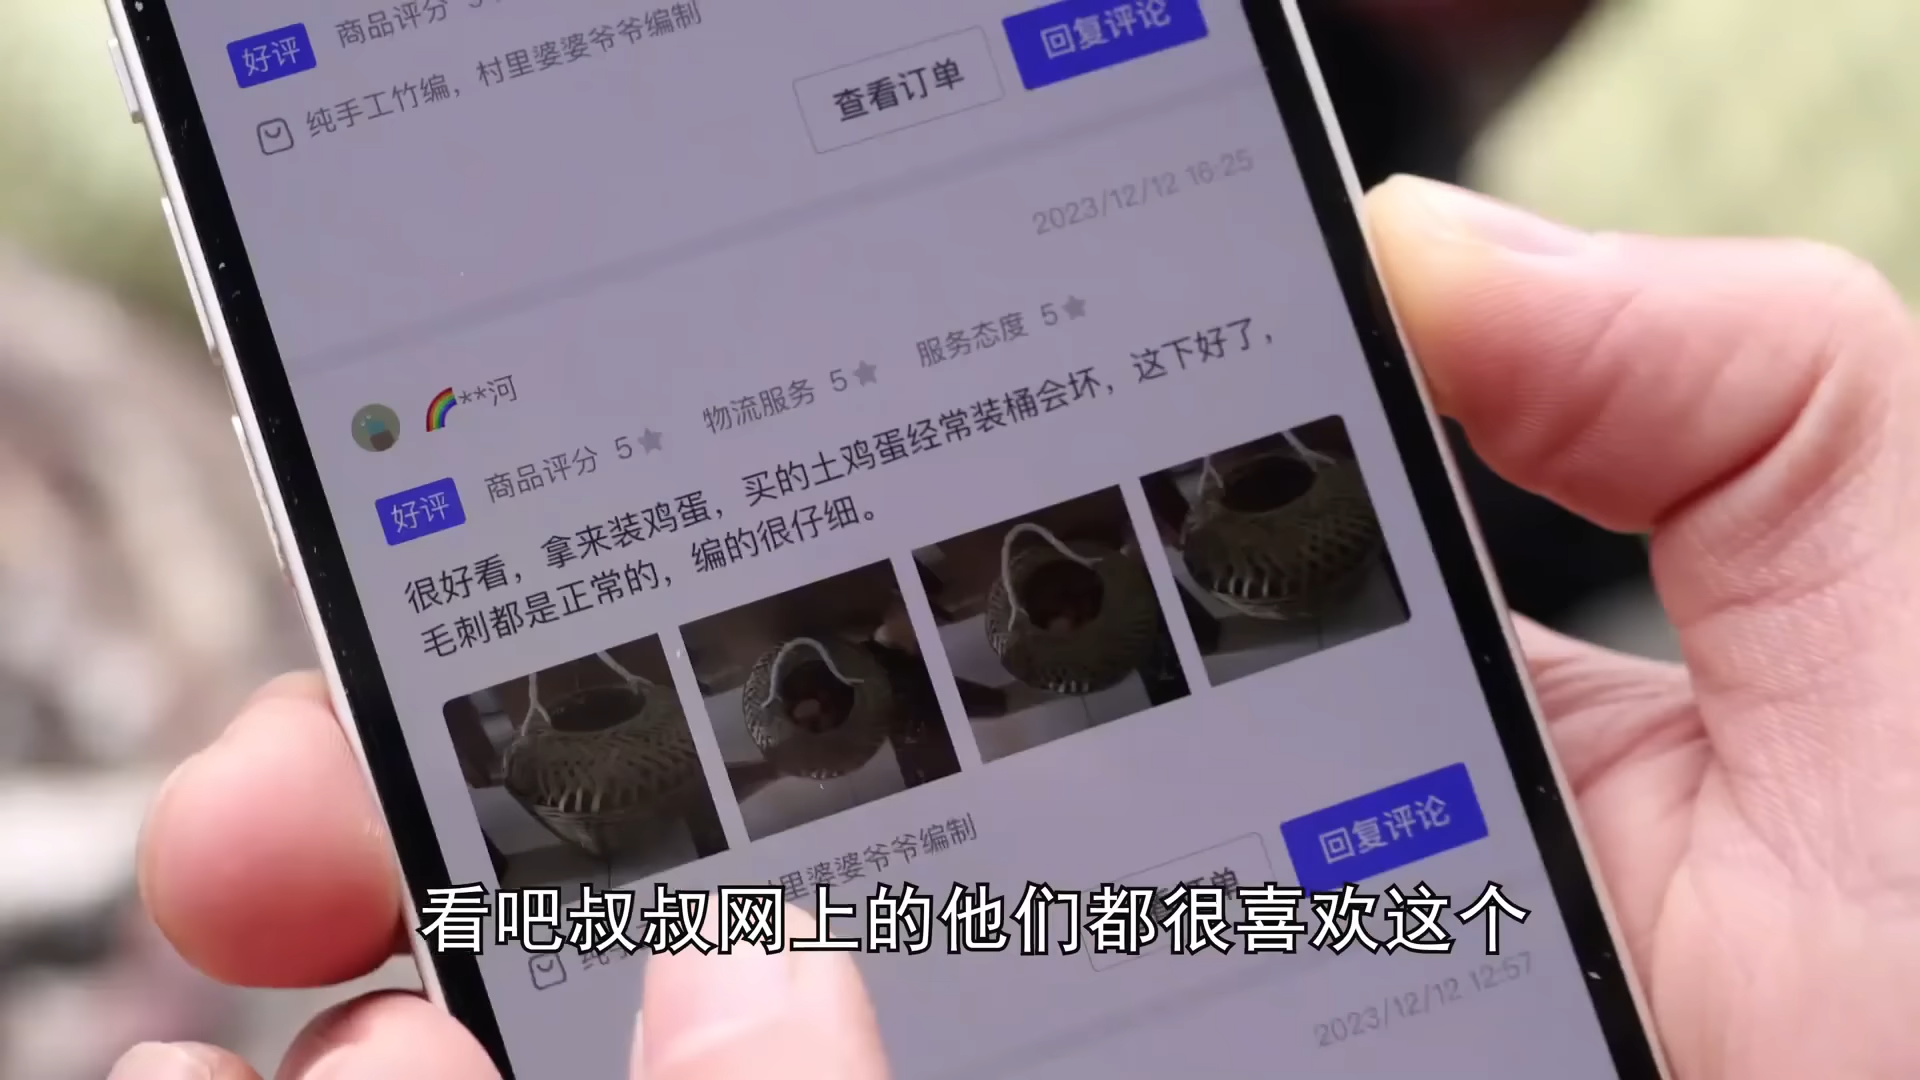 好评 商品评分
纯手工竹编，村里婆婆爷爷编制
查看订单 回复评论
2023/12/12 16:25
🌈**河
好评 商品评分 5★ 物流服务 5★ 服务态度 5★
很好看，拿来装鸡蛋，买的土鸡蛋经常装桶会坏，这下好了，
毛刺都是正常的，编的很仔细。
里婆婆爷爷编制
回复评论
看吧叔叔网上的他们都很喜欢这个
2023/12/12 12:57